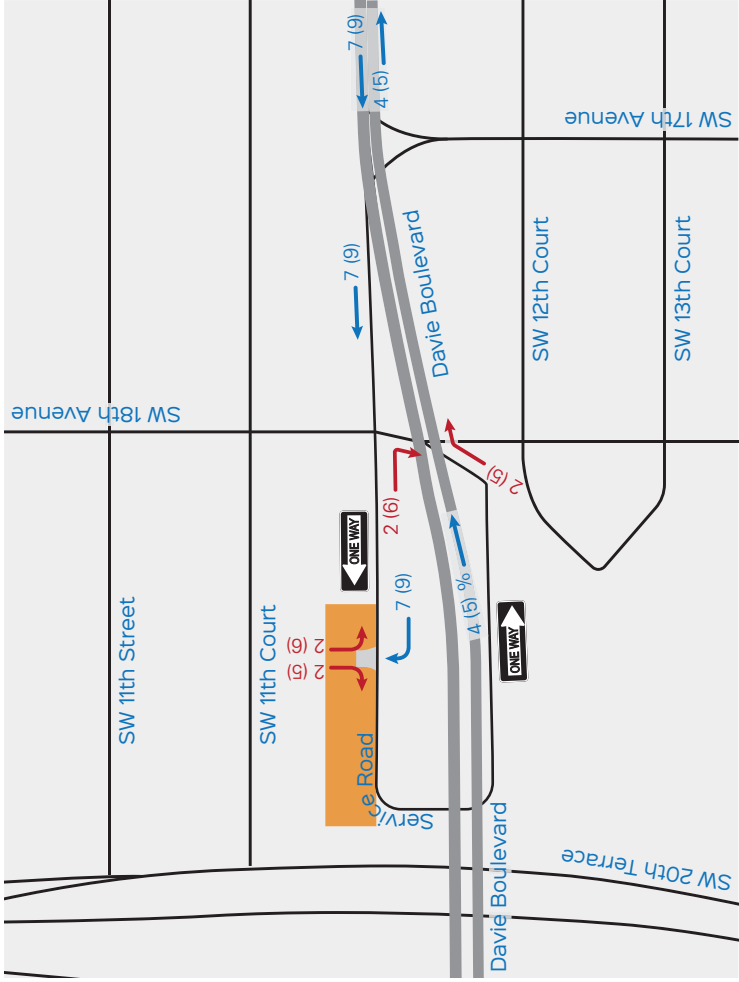 7 (9)
4 (5)
SW 17th Avenue
7 (9)
Davie Boulevard
SW 12th Court
SW 13th Court
SW 18th Avenue
2 (6)
2 (5)
ONE WAY
7 (9)
4 (5) %
ONE WAY
SW 11th Street
SW 11th Court
2 (6)
2 (5)
Service Road
Davie Boulevard
SW 20th Terrace